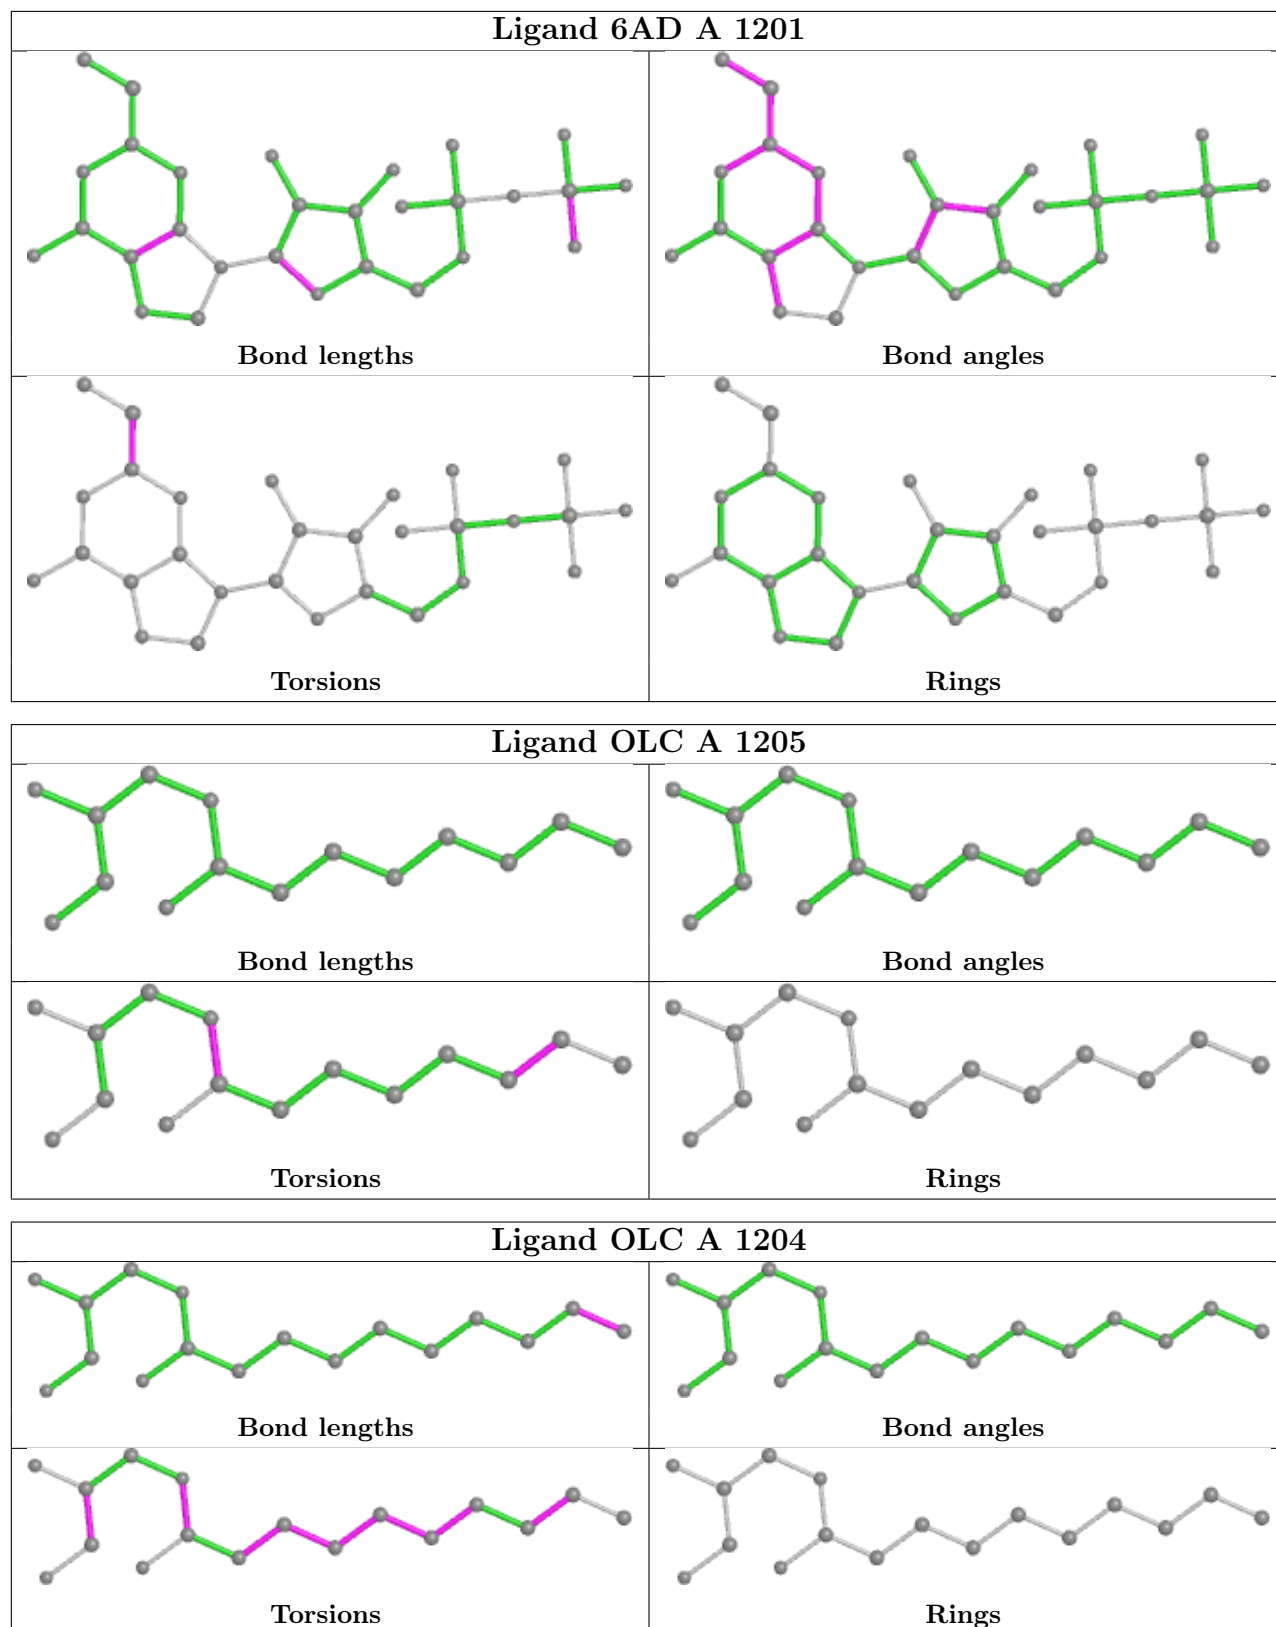 Ligand 6AD A 1201
Bond lengths
Bond angles
Torsions
Rings
Ligand OLC A 1205
Bond lengths
Bond angles
Torsions
Rings
Ligand OLC A 1204
Bond lengths
Bond angles
Torsions
Rings